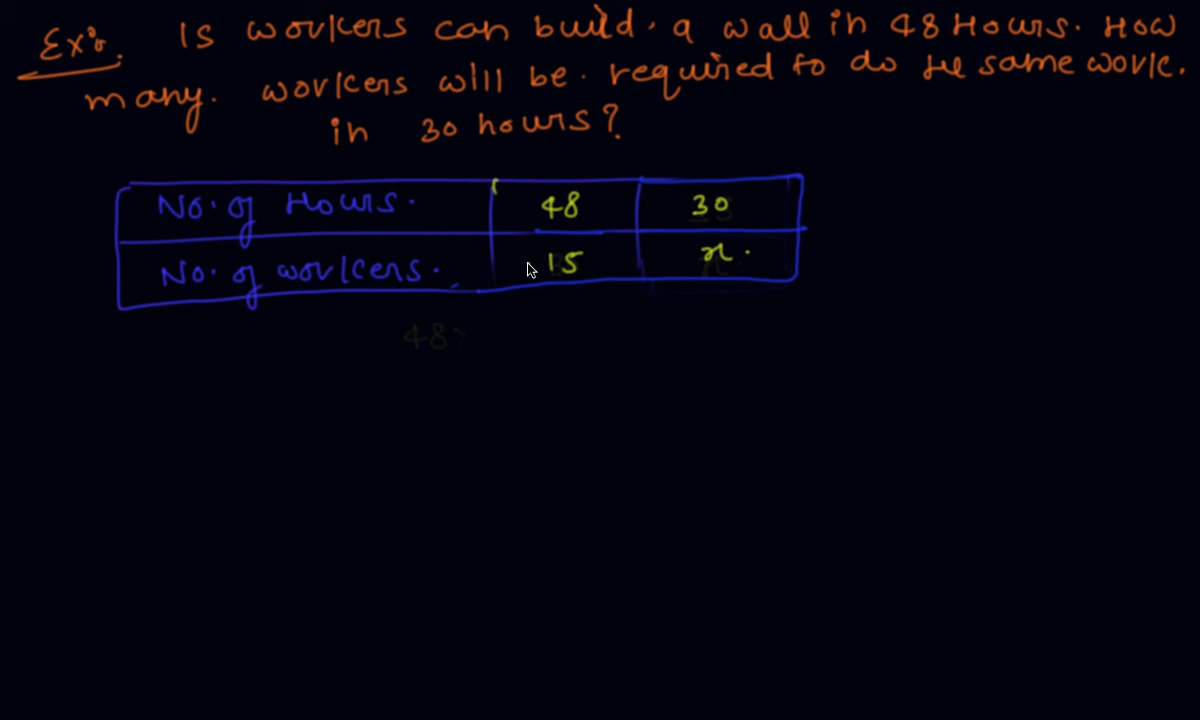 Ex:. 15 workers can build. a wall in 48 Hours. How
many. workers will be. required to do the same work.
in 30 hours?
No. of Hours. 48 30
No. of workers. 15 x.
48